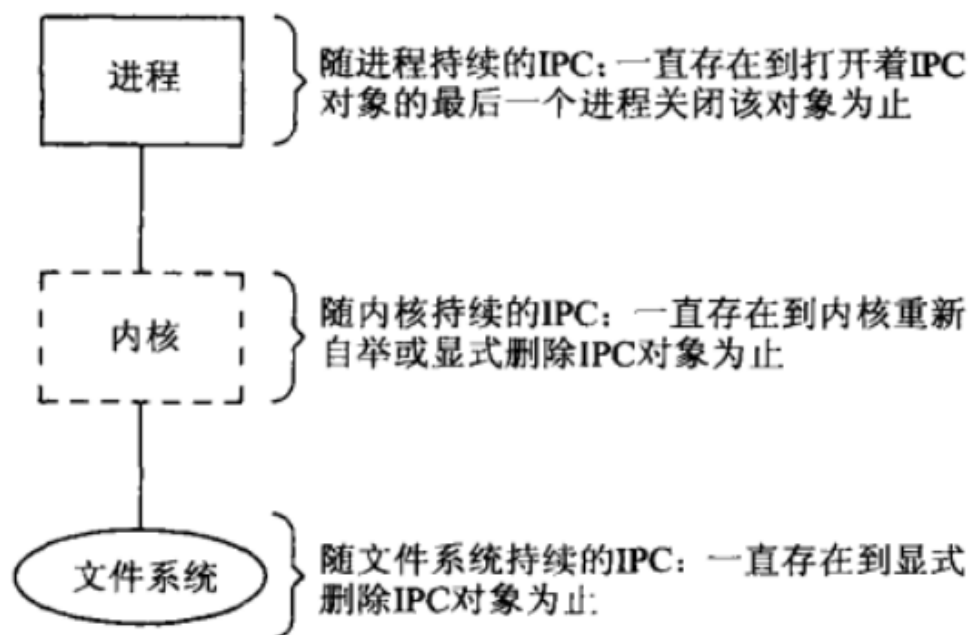 进程
随进程持续的IPC：一直存在到打开着IPC
对象的最后一个进程关闭该对象为止
内核
随内核持续的IPC：一直存在到内核重新
自举或显式删除IPC对象为止
文件系统
随文件系统持续的IPC：一直存在到显式
删除IPC对象为止